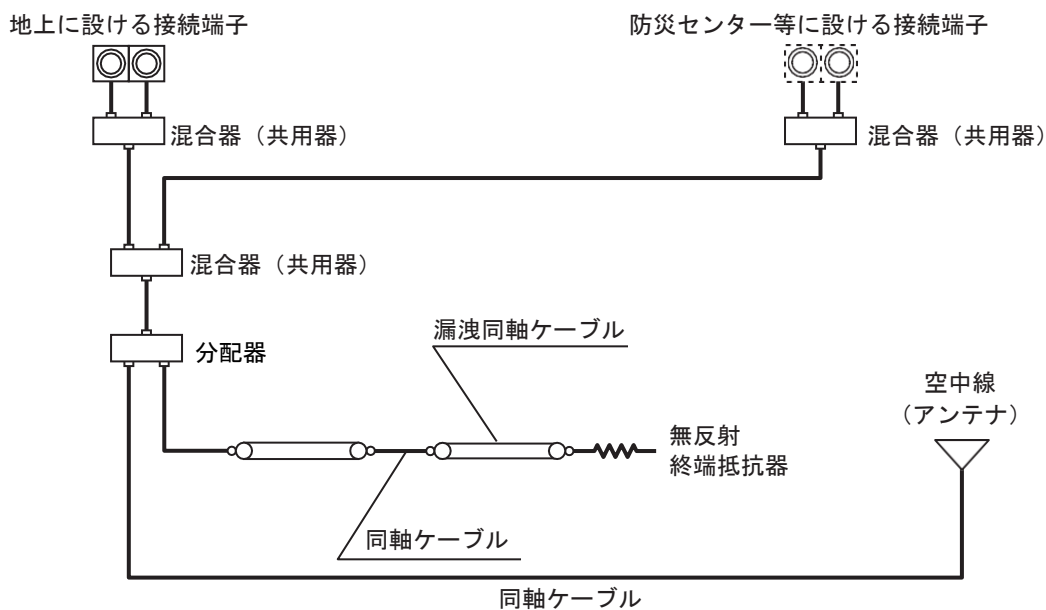 地上に設ける接続端子
防災センター等に設ける接続端子
混合器（共用器）
混合器（共用器）
混合器（共用器）
漏洩同軸ケーブル
分配器
空中線
（アンテナ）
無反射
終端抵抗器
同軸ケーブル
同軸ケーブル